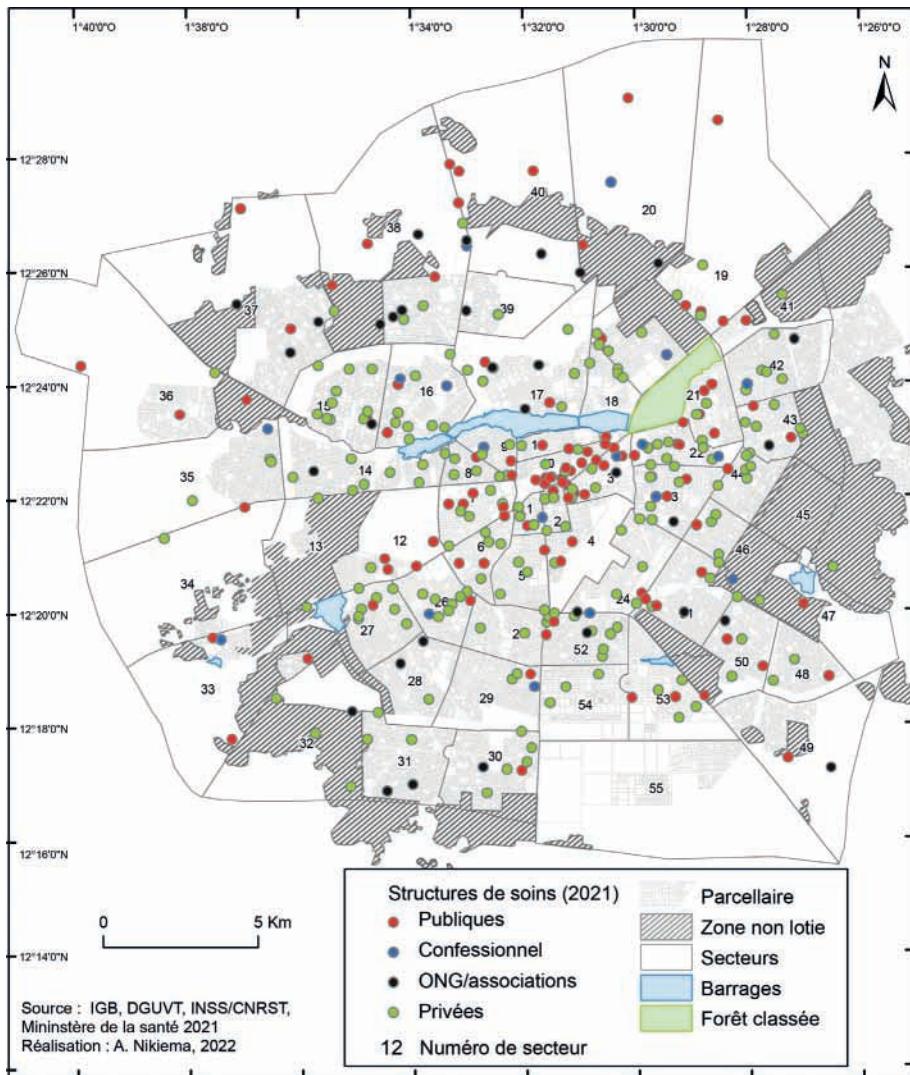 1°40'0"O 1°38'0"O 1°34'0"O 1°32'0"O 1°30'0"O 1°28'0"O 1°26'0"O
N
12°28'0"N
12°26'0"N
12°24'0"N
12°22'0"N
12°20'0"N
12°18'0"N
12°16'0"N
12°14'0"N
40
20
38
19
37
39
41
42
36
16
17
18
21
15
43
9
22
35
14
8
44
3
45
1
2
13
12
7
6
4
46
34
5
24
47
26
27
52
50
48
33
28
29
54
53
32
31
30
49
55
0 5 Km
Source : IGB, DGUVT, INSS/CNRST,
Mininstère de la santé 2021
Réalisation : A. Nikiema, 2022
Structures de soins (2021)
Publiques
Confessionnel
ONG/associations
Privées
12 Numéro de secteur
Parcellaire
Zone non lotie
Secteurs
Barrages
Forêt classée